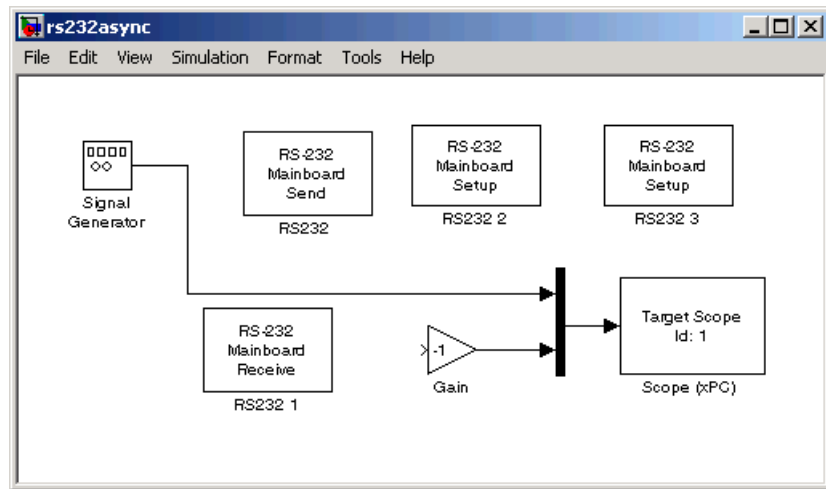 rs232async
File Edit View Simulation Format Tools Help
Signal
Generator
RS-232
Mainboard
Send
RS232
RS-232
Mainboard
Setup
RS232 2
RS-232
Mainboard
Setup
RS232 3
RS-232
Mainboard
Receive
RS232 1
-1
Gain
Target Scope
Id: 1
Scope (xPC)